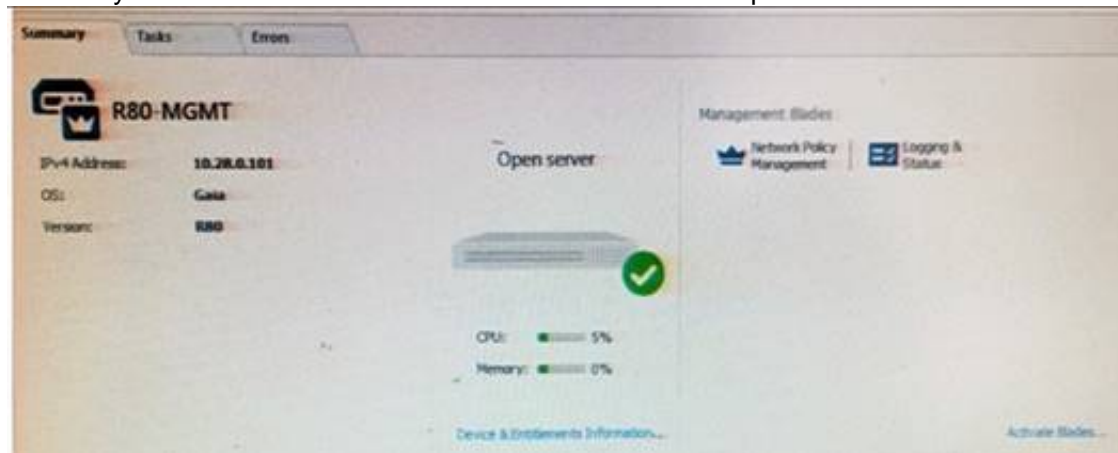 Summary Tasks Errors
R80-MGMT
IPv4 Address: 10.28.0.101
OS: Gaia
Version: R80
Open server
CPU: 5%
Memory: 0%
Device & Entitlements Information...
Management Blades
Network Policy Management
Logging & Status
Activate Blades...